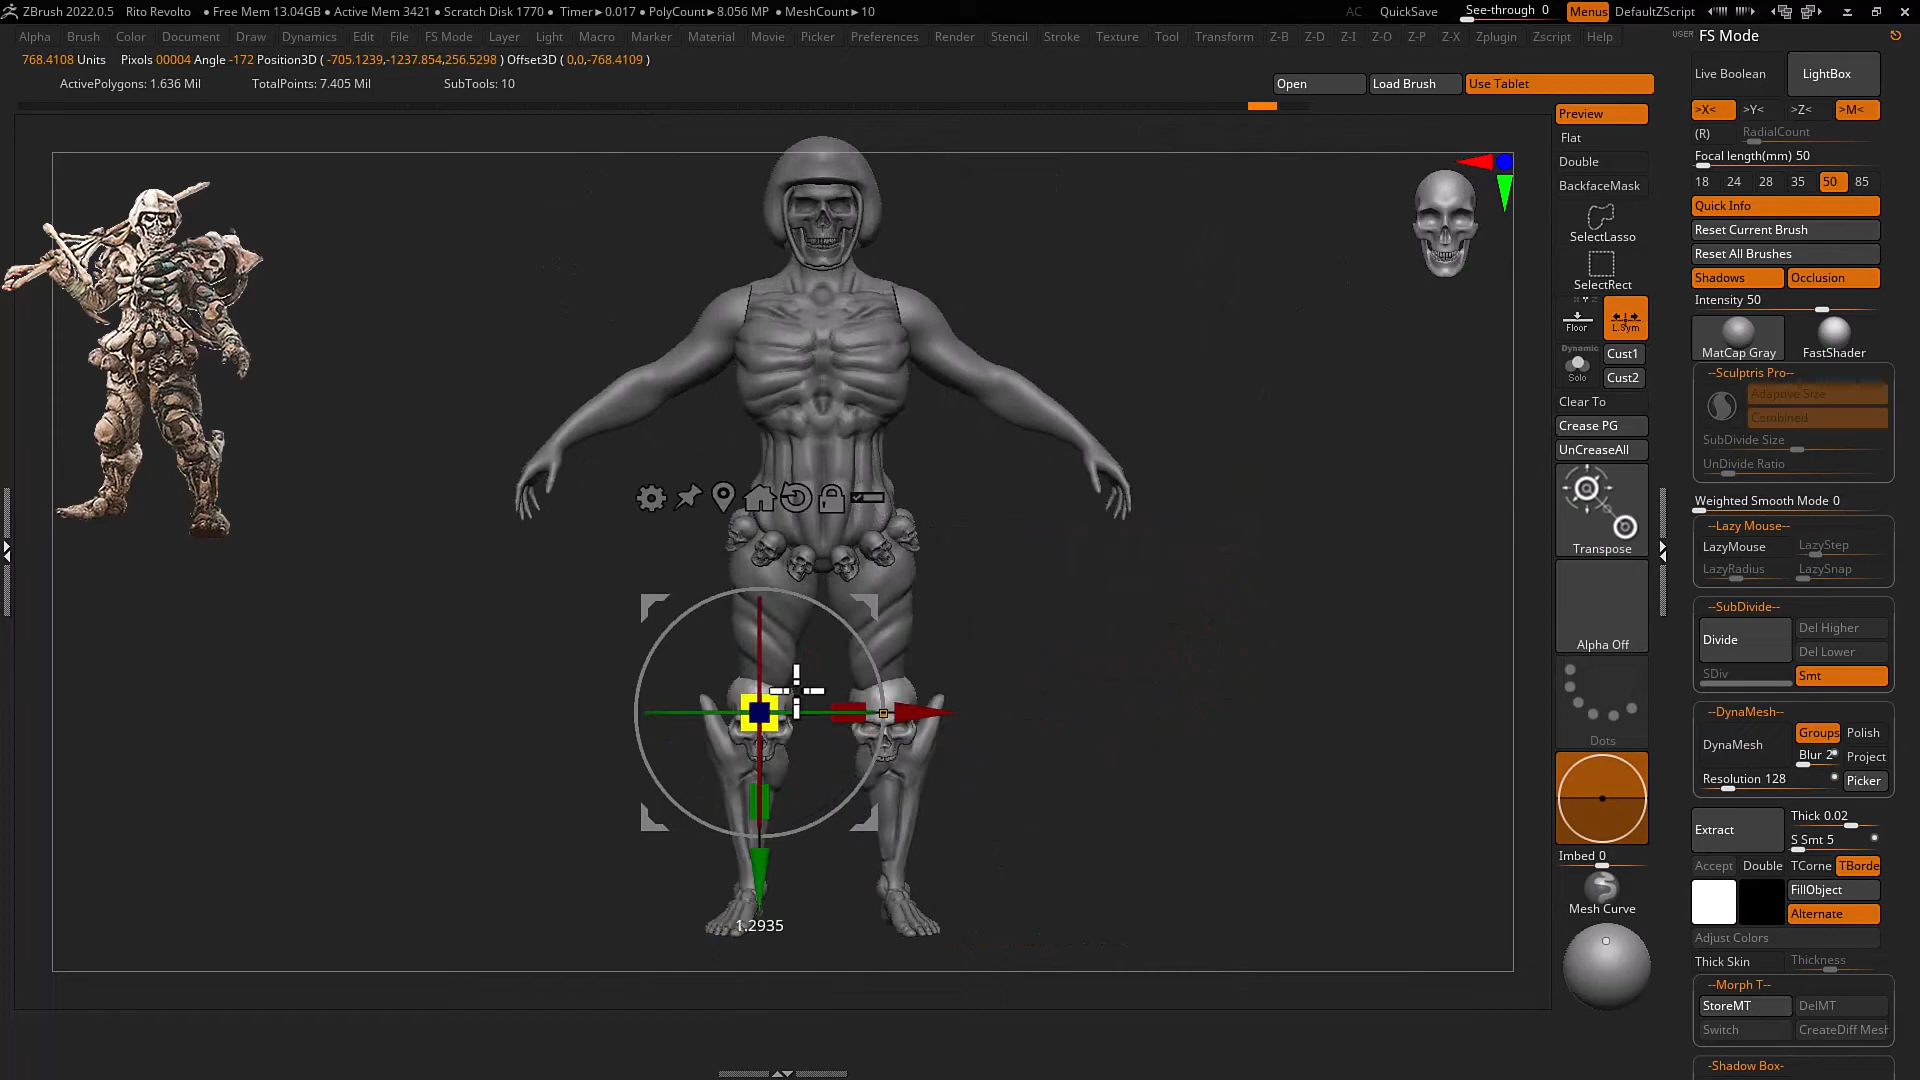 ZBrush 2022.0.5 Rito Revolto • Free Mem 13.04GB • Active Mem 3421 • Scratch Disk 1770 • Timer▶0.017 • PolyCount▶8.056 MP • MeshCount▶10 AC QuickSave See-through 0 Menus DefaultZScript
Alpha Brush Color Document Draw Dynamics Edit File FS Mode Layer Light Macro Marker Material Movie Picker Preferences Render Stencil Stroke Texture Tool Transform Z-B Z-D Z-I Z-O Z-P Z-X Zplugin Zscript Help USER FS Mode
768.4108 Units Pixols 00004 Angle -172 Position3D ( -705.1239,-1237.854,256.5298 ) Offset3D ( 0,0,-768.4109 )
ActivePolygons: 1.636 Mil TotalPoints: 7.405 Mil SubTools: 10 Open Load Brush Use Tablet
Preview
Flat
Double
BackfaceMask
SelectLasso
SelectRect
Floor L.Sym
Dynamic
Solo
Cust1
Cust2
Clear To
Crease PG
UnCreaseAll
Transpose
Alpha Off
Dots
Imbed 0
Mesh Curve
1.2935
Live Boolean LightBox
>X< >Y< >Z< >M<
(R) RadialCount
Focal length(mm) 50
18 24 28 35 50 85
Quick Info
Reset Current Brush
Reset All Brushes
Shadows Occlusion
Intensity 50
MatCap Gray FastShader
--Sculptris Pro--
Adaptive Size
Combined
SubDivide Size
UnDivide Ratio
Weighted Smooth Mode 0
--Lazy Mouse--
LazyMouse LazyStep
LazyRadius LazySnap
--SubDivide--
Divide Del Higher
Del Lower
SDiv Smt
--DynaMesh--
DynaMesh Groups Polish
Blur 2 Project
Resolution 128 Picker
Extract Thick 0.02
S Smt 5
Accept Double TCorne TBorde
FillObject
Alternate
Adjust Colors
Thick Skin Thickness
--Morph T--
StoreMT DelMT
Switch CreateDiff Mesh
--Shadow Box-